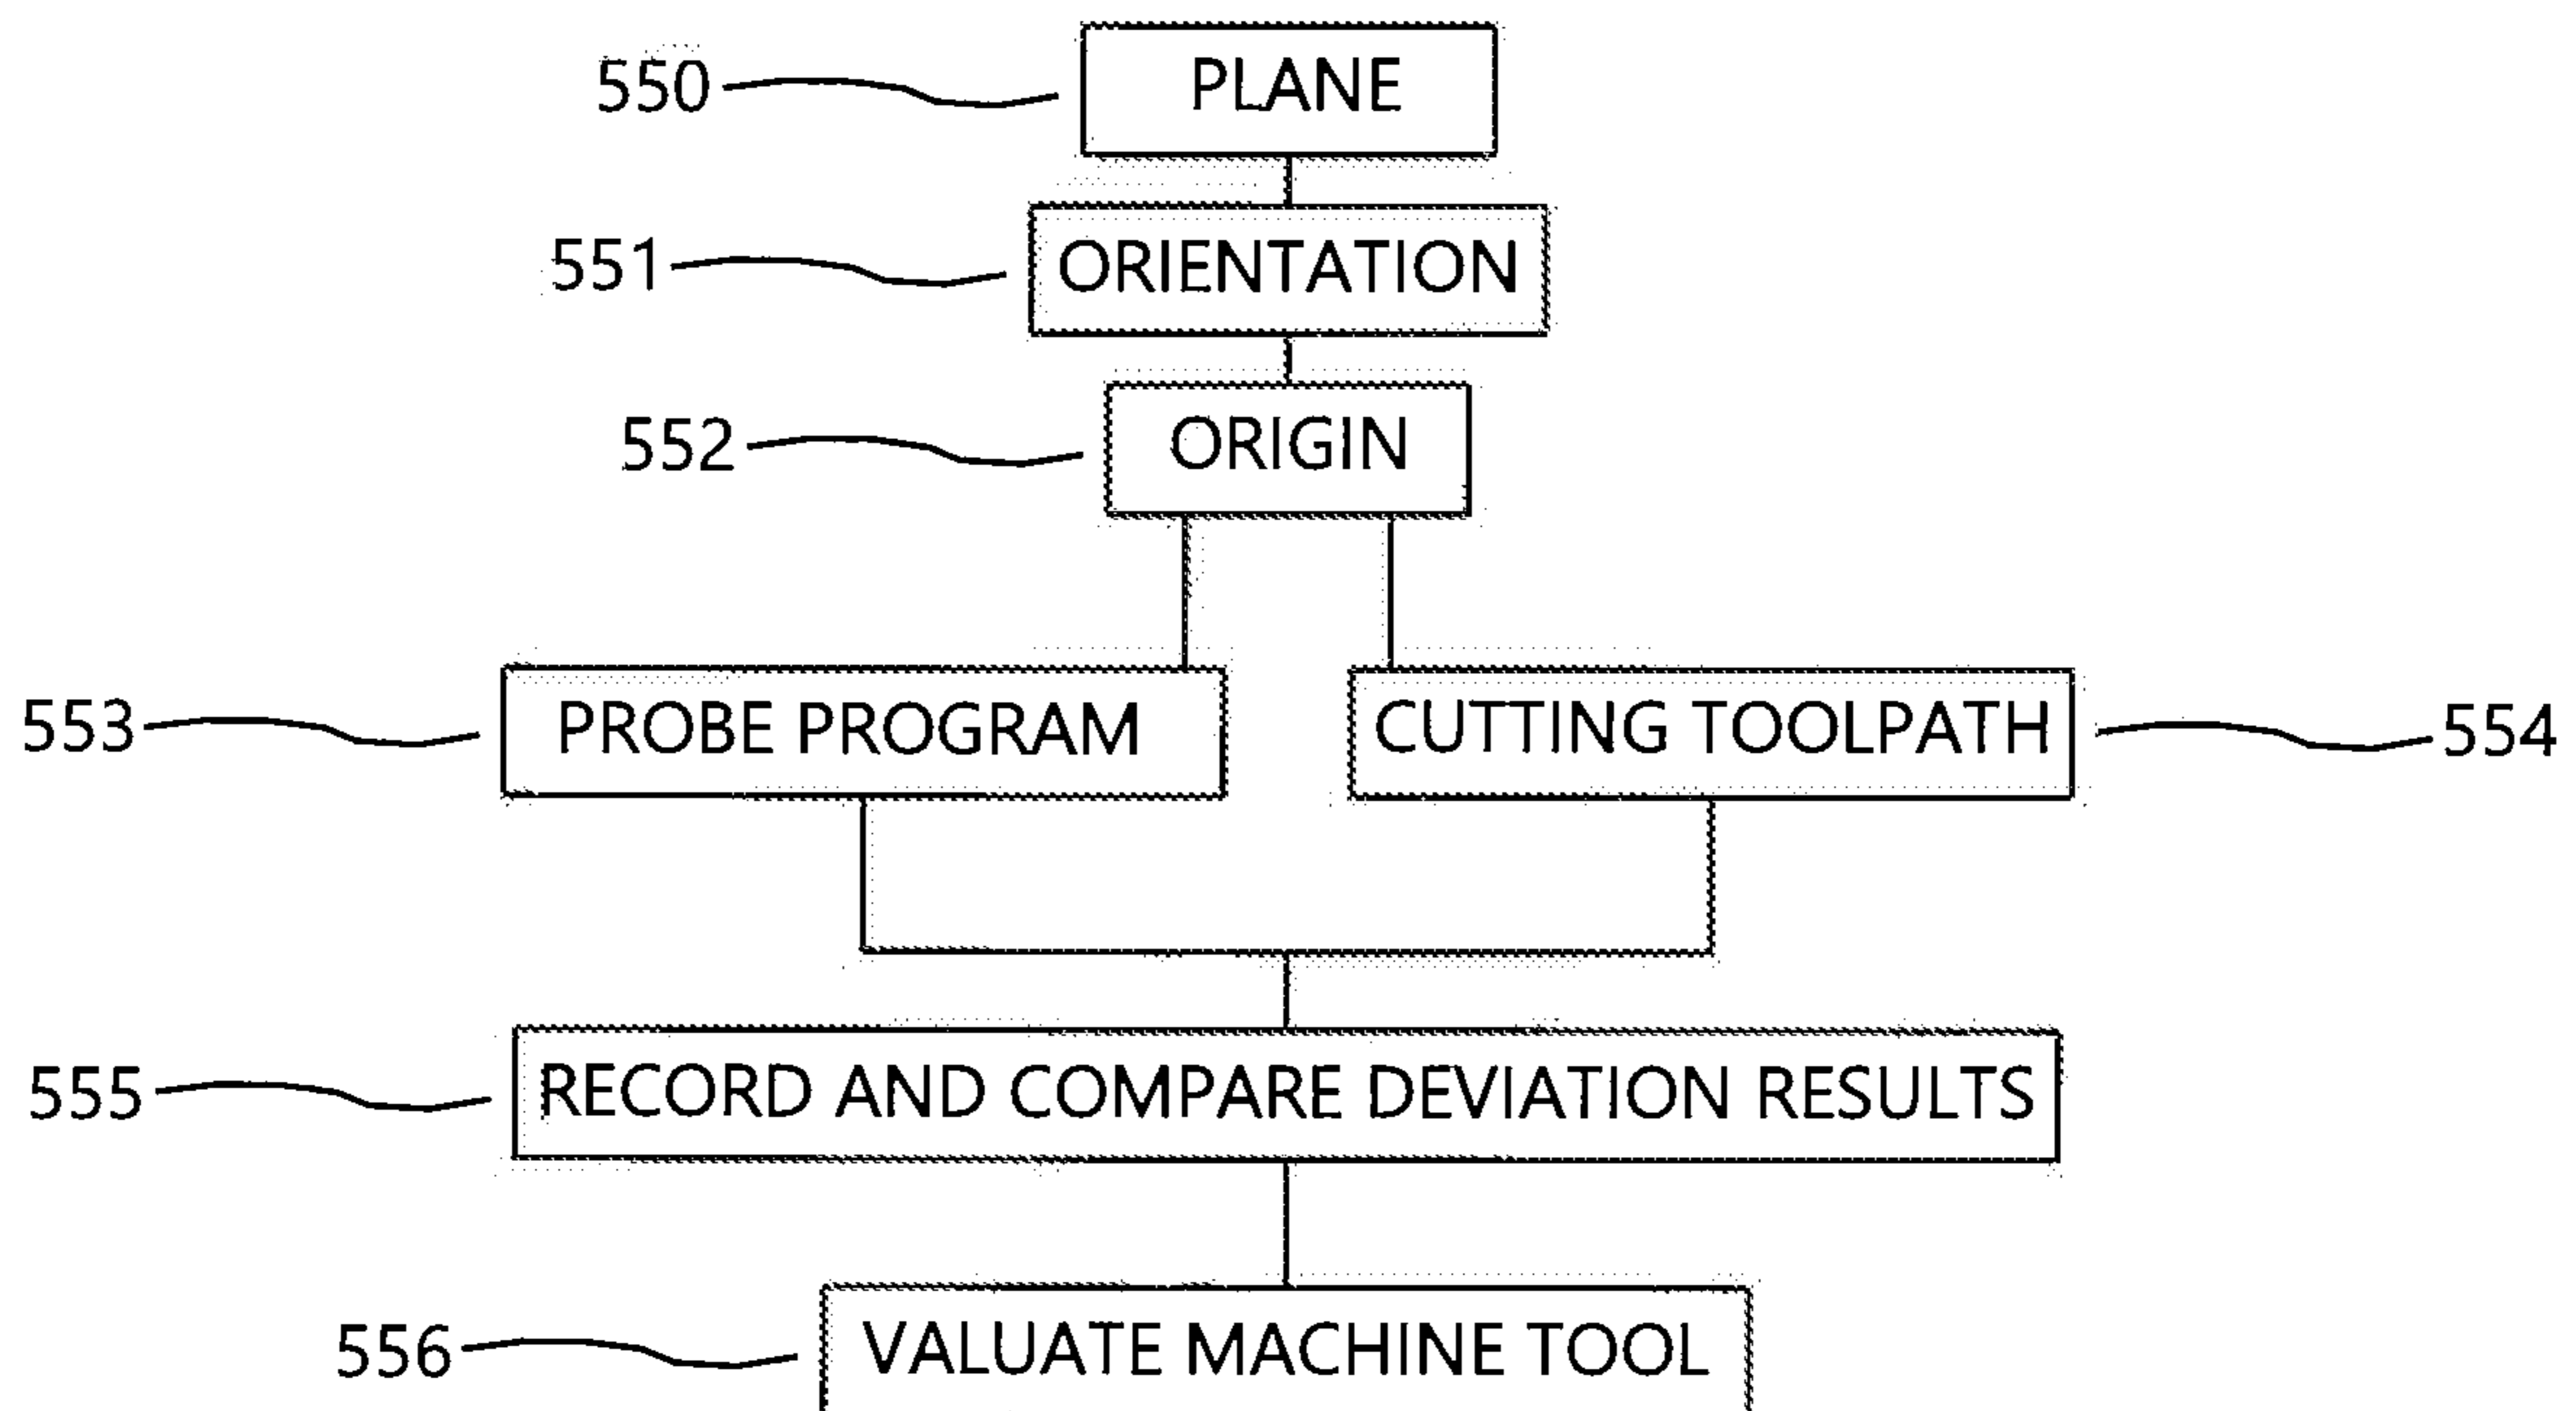 550 PLANE
551 ORIENTATION
552 ORIGIN
553 PROBE PROGRAM CUTTING TOOLPATH 554
555 RECORD AND COMPARE DEVIATION RESULTS
556 VALUATE MACHINE TOOL